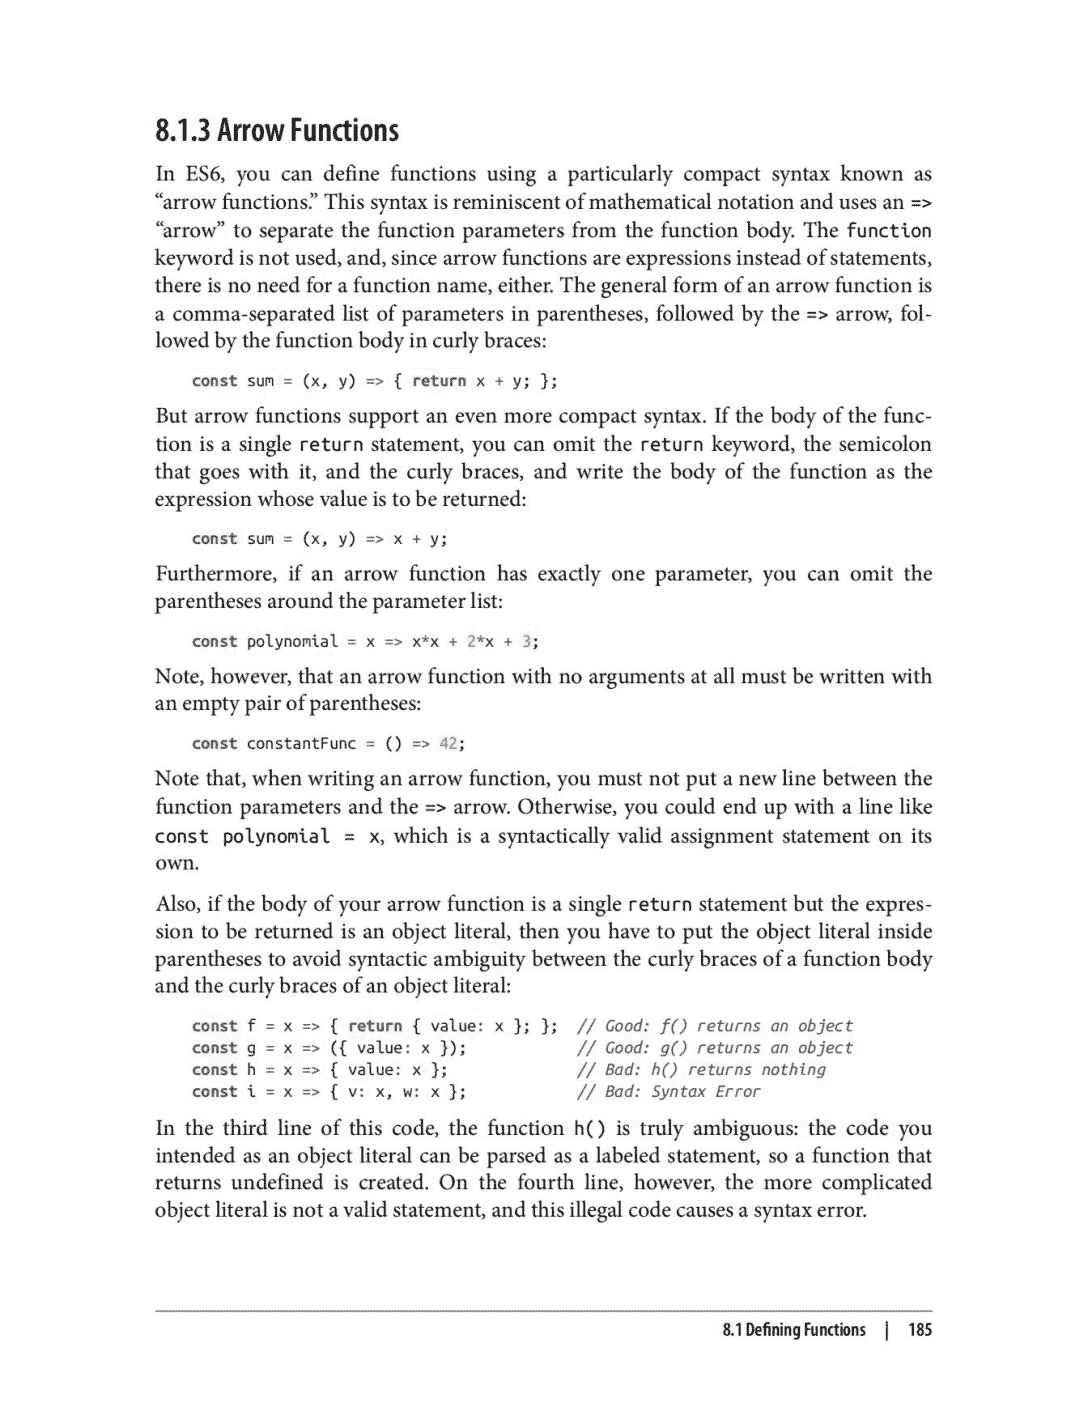 8.1.3 Arrow Functions
In ES6, you can define functions using a particularly compact syntax known as
“arrow functions.” This syntax is reminiscent of mathematical notation and uses an =>
“arrow” to separate the function parameters from the function body. The function
keyword is not used, and, since arrow functions are expressions instead of statements,
there is no need for a function name, either. The general form of an arrow function is
a comma-separated list of parameters in parentheses, followed by the => arrow, fol-
lowed by the function body in curly braces:
const sum = (x, y) => { return x + y; };
But arrow functions support an even more compact syntax. If the body of the func-
tion is a single return statement, you can omit the return keyword, the semicolon
that goes with it, and the curly braces, and write the body of the function as the
expression whose value is to be returned:
const sum = (x, y) => x + y;
Furthermore, if an arrow function has exactly one parameter, you can omit the
parentheses around the parameter list:
const polynomial = x => x*x + 2*x + 3;
Note, however, that an arrow function with no arguments at all must be written with
an empty pair of parentheses:
const constantFunc = () => 42;
Note that, when writing an arrow function, you must not put a new line between the
function parameters and the => arrow. Otherwise, you could end up with a line like
const polynomial = x, which is a syntactically valid assignment statement on its
own.
Also, if the body of your arrow function is a single return statement but the expres-
sion to be returned is an object literal, then you have to put the object literal inside
parentheses to avoid syntactic ambiguity between the curly braces of a function body
and the curly braces of an object literal:
const f = x => { return { value: x }; }; // Good: f() returns an object
const g = x => ({ value: x }); // Good: g() returns an object
const h = x => { value: x }; // Bad: h() returns nothing
const i = x => { v: x, w: x }; // Bad: Syntax Error
In the third line of this code, the function h() is truly ambiguous: the code you
intended as an object literal can be parsed as a labeled statement, so a function that
returns undefined is created. On the fourth line, however, the more complicated
object literal is not a valid statement, and this illegal code causes a syntax error.
8.1 Defining Functions | 185